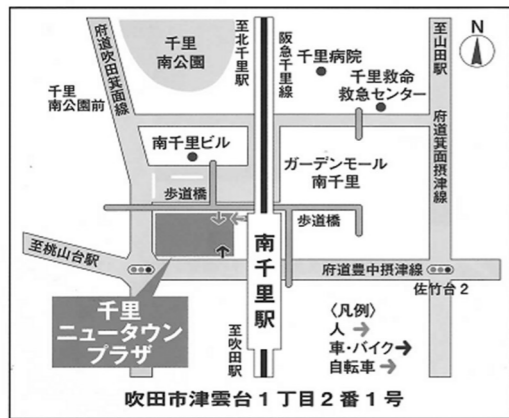 府道吹田箕面線
千里
南公園
至北千里駅
阪急千里線
千里病院
千里救命
救急センター
至山田駅
N
千里
南公園前
南千里ビル
ガーデンモール
南千里
府道箕面摂津線
歩道橋
歩道橋
至桃山台駅
南千里駅
府道豊中摂津線
佐竹台2
千里
ニュータウン
プラザ
至吹田駅
〈凡例〉
人→
車・バイク→
自転車→
吹田市津雲台1丁目2番1号